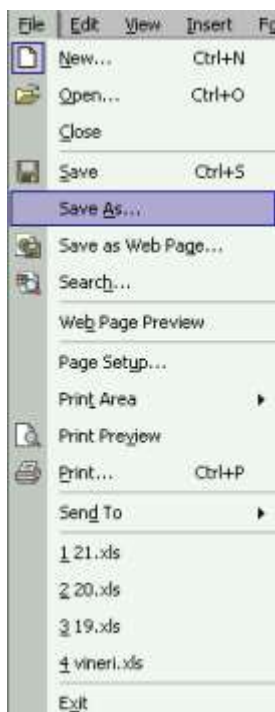 File Edit View Insert Fo
New... Ctrl+N
Open... Ctrl+O
Close
Save Ctrl+S
Save As...
Save as Web Page...
Search...
Web Page Preview
Page Setup...
Print Area
Print Preview
Print... Ctrl+P
Send To
1 21.xls
2 20.xls
3 19.xls
4 vineri.xls
Exit